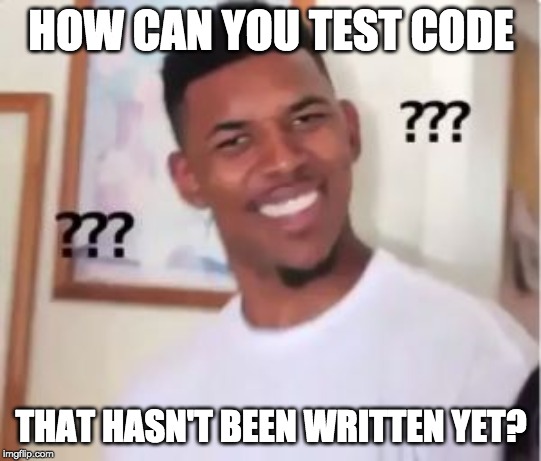 HOW CAN YOU TEST CODE
???
???
THAT HASN'T BEEN WRITTEN YET?
imgflip.com